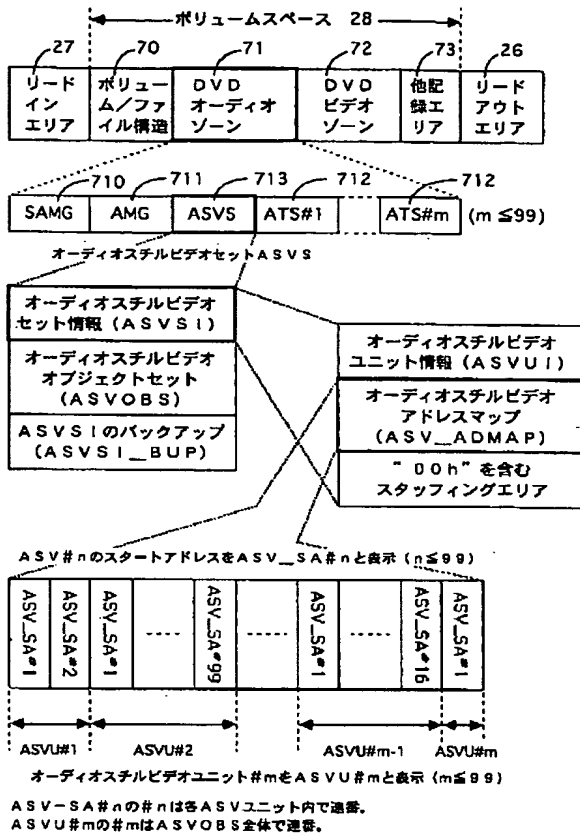 ボリュームスペース 28
27
70
71
72
73
26
リード
イン
エリア
ボリュー
ム/ファ
イル構造
DVD
オーディオ
ゾーン
DVD
ビデオ
ゾーン
他記
録エ
リア
リード
アウト
エリア
710
711
713
712
712
SAMG
AMG
ASVS
ATS#1
ATS#m
(m≦99)
オーディオスチルビデオセットASVS
オーディオスチルビデオ
セット情報(ASVSI)
オーディオスチルビデオ
オブジェクトセット
(ASVOBS)
ASVSIのバックアップ
(ASVSI__BUP)
オーディオスチルビデオ
ユニット情報(ASVUI)
オーディオスチルビデオ
アドレスマップ
(ASV__ADMAP)
"00h"を含む
スタッフィングエリア
ASV#nのスタートアドレスをASV__SA#nと表示(n≦99)
ASV_SA#1
ASV_SA#2
ASV_SA#1
ASV_SA#99
ASV_SA#1
ASV_SA#16
ASV_SA#1
ASVU#1
ASVU#2
ASVU#m-1
ASVU#m
オーディオスチルビデオユニット#mをASVU#mと表示(m≦99)
ASV-SA#nの#nは各ASVユニット内で連番。
ASVU#mの#mはASVOBS全体で連番。